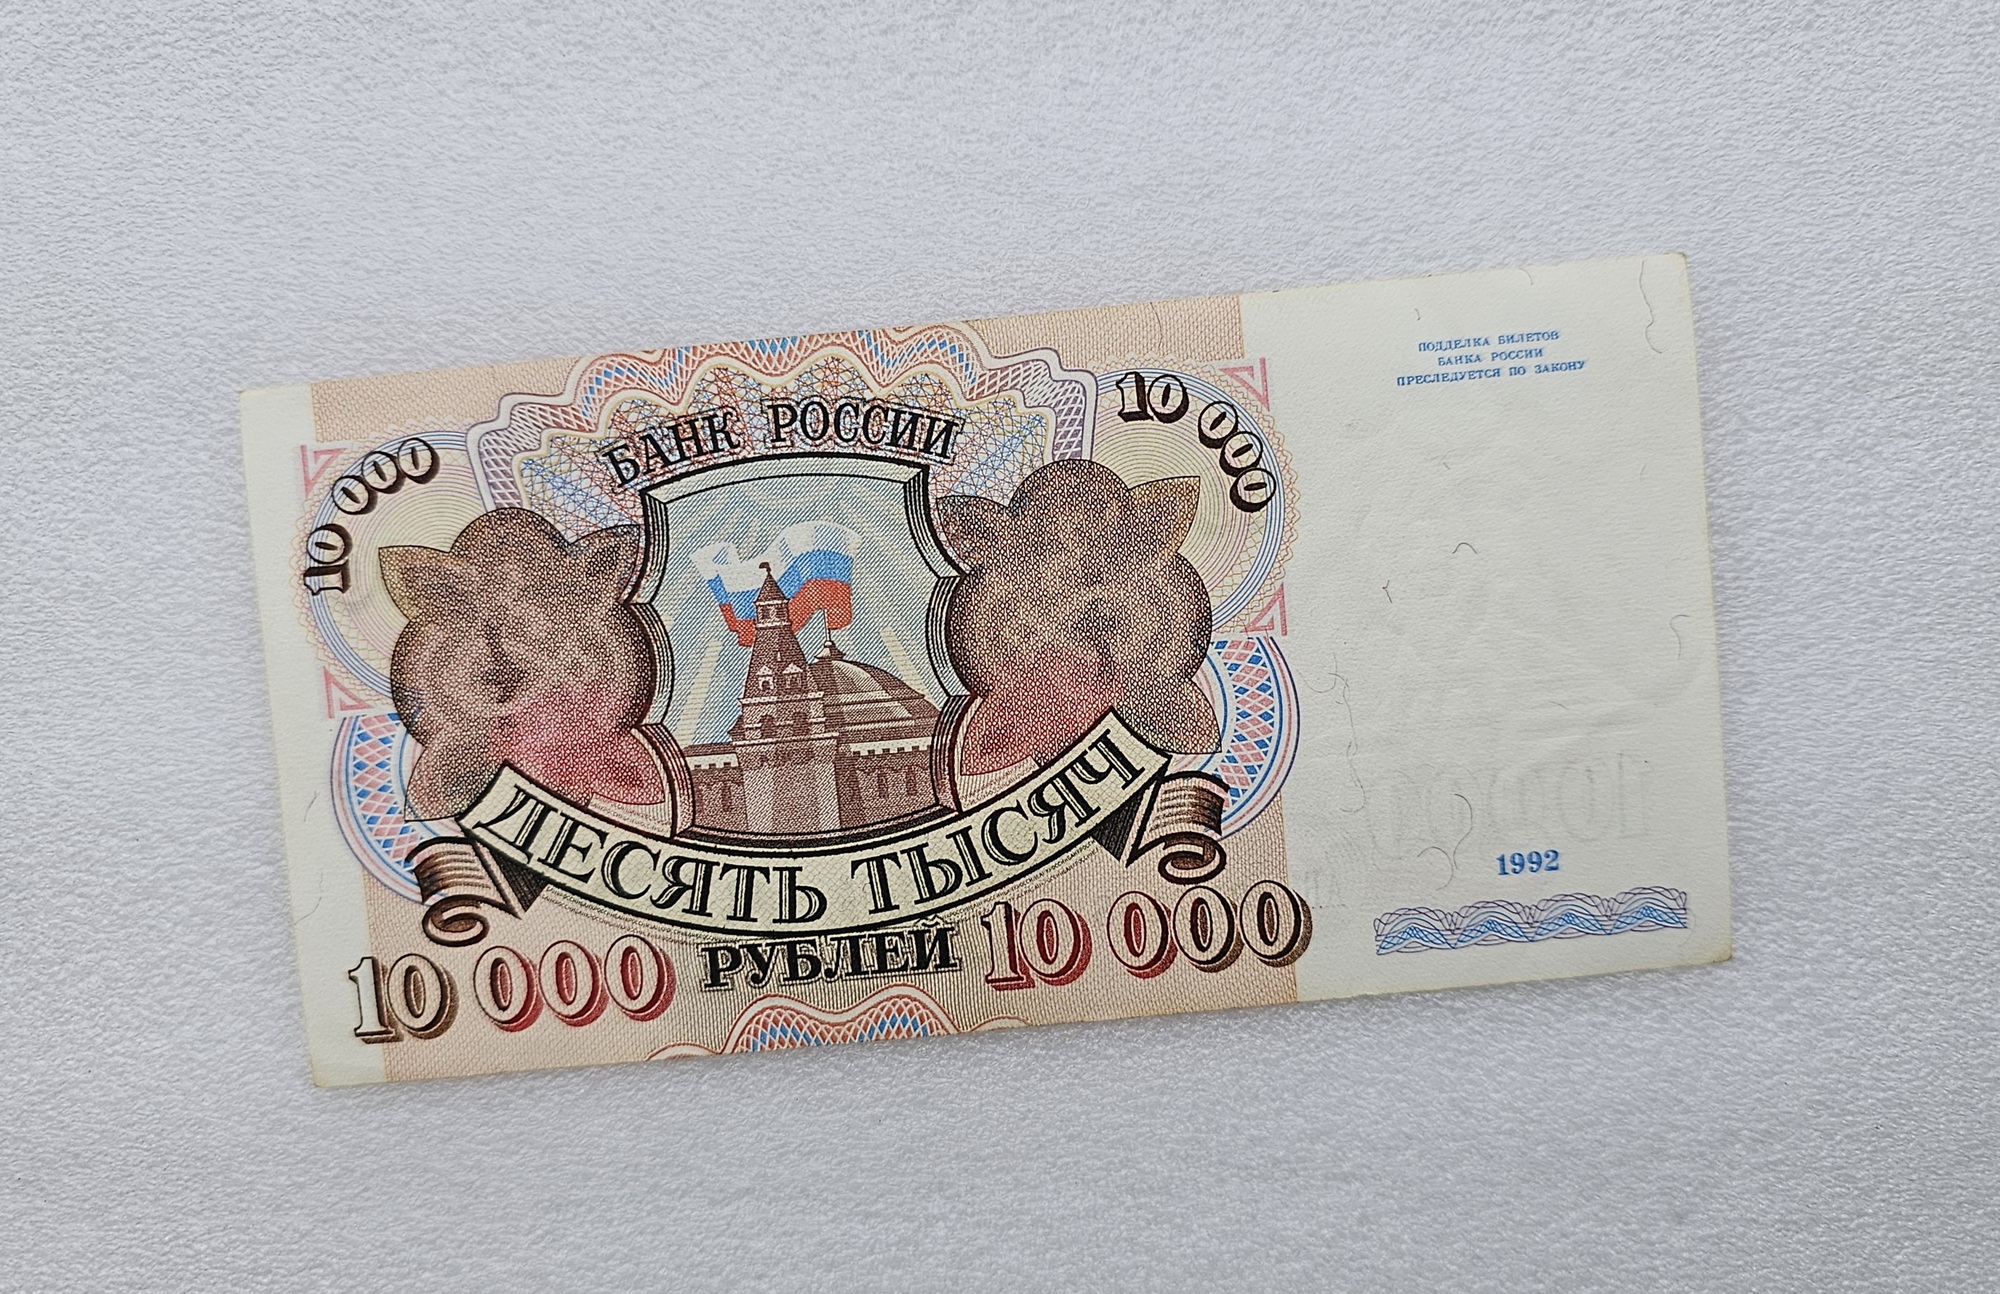 БАНК РОССИИ
10 000
10 000
ДЕСЯТЬ ТЫСЯЧ
10 000 РУБЛЕЙ 10 000
ПОДДЕЛКА БИЛЕТОВ
БАНКА РОССИИ
ПРЕСЛЕДУЕТСЯ ПО ЗАКОНУ
1992